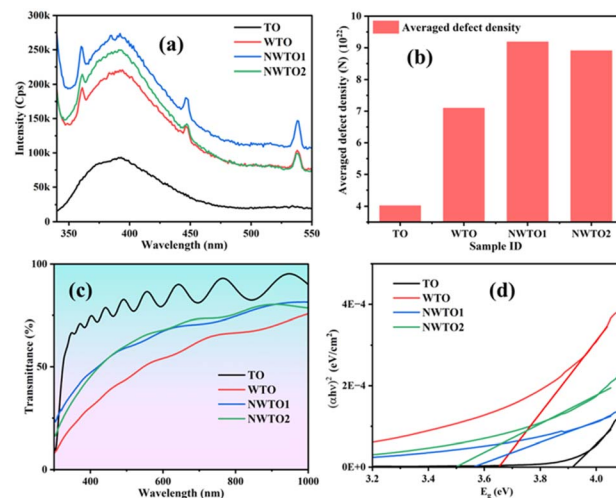 300k
250k
200k
150k
100k
50k
0
350
400
450
500
550
Intensity (Cps)
Wavelength (nm)
(a)
TO
WTO
NWTO1
NWTO2
10
9
8
7
6
5
4
Averaged defect density (N) (10²²)
Averaged defect density
(b)
TO
WTO
NWTO1
NWTO2
Sample ID
100
75
50
25
0
Transmittance (%)
(c)
TO
WTO
NWTO1
NWTO2
400
600
800
1000
Wavelength (nm)
4E−4
2E−4
0E+0
(αhν)² (eV/cm²)
TO
WTO
NWTO1
NWTO2
(d)
3.2
3.4
3.6
3.8
4.0
E_g (eV)